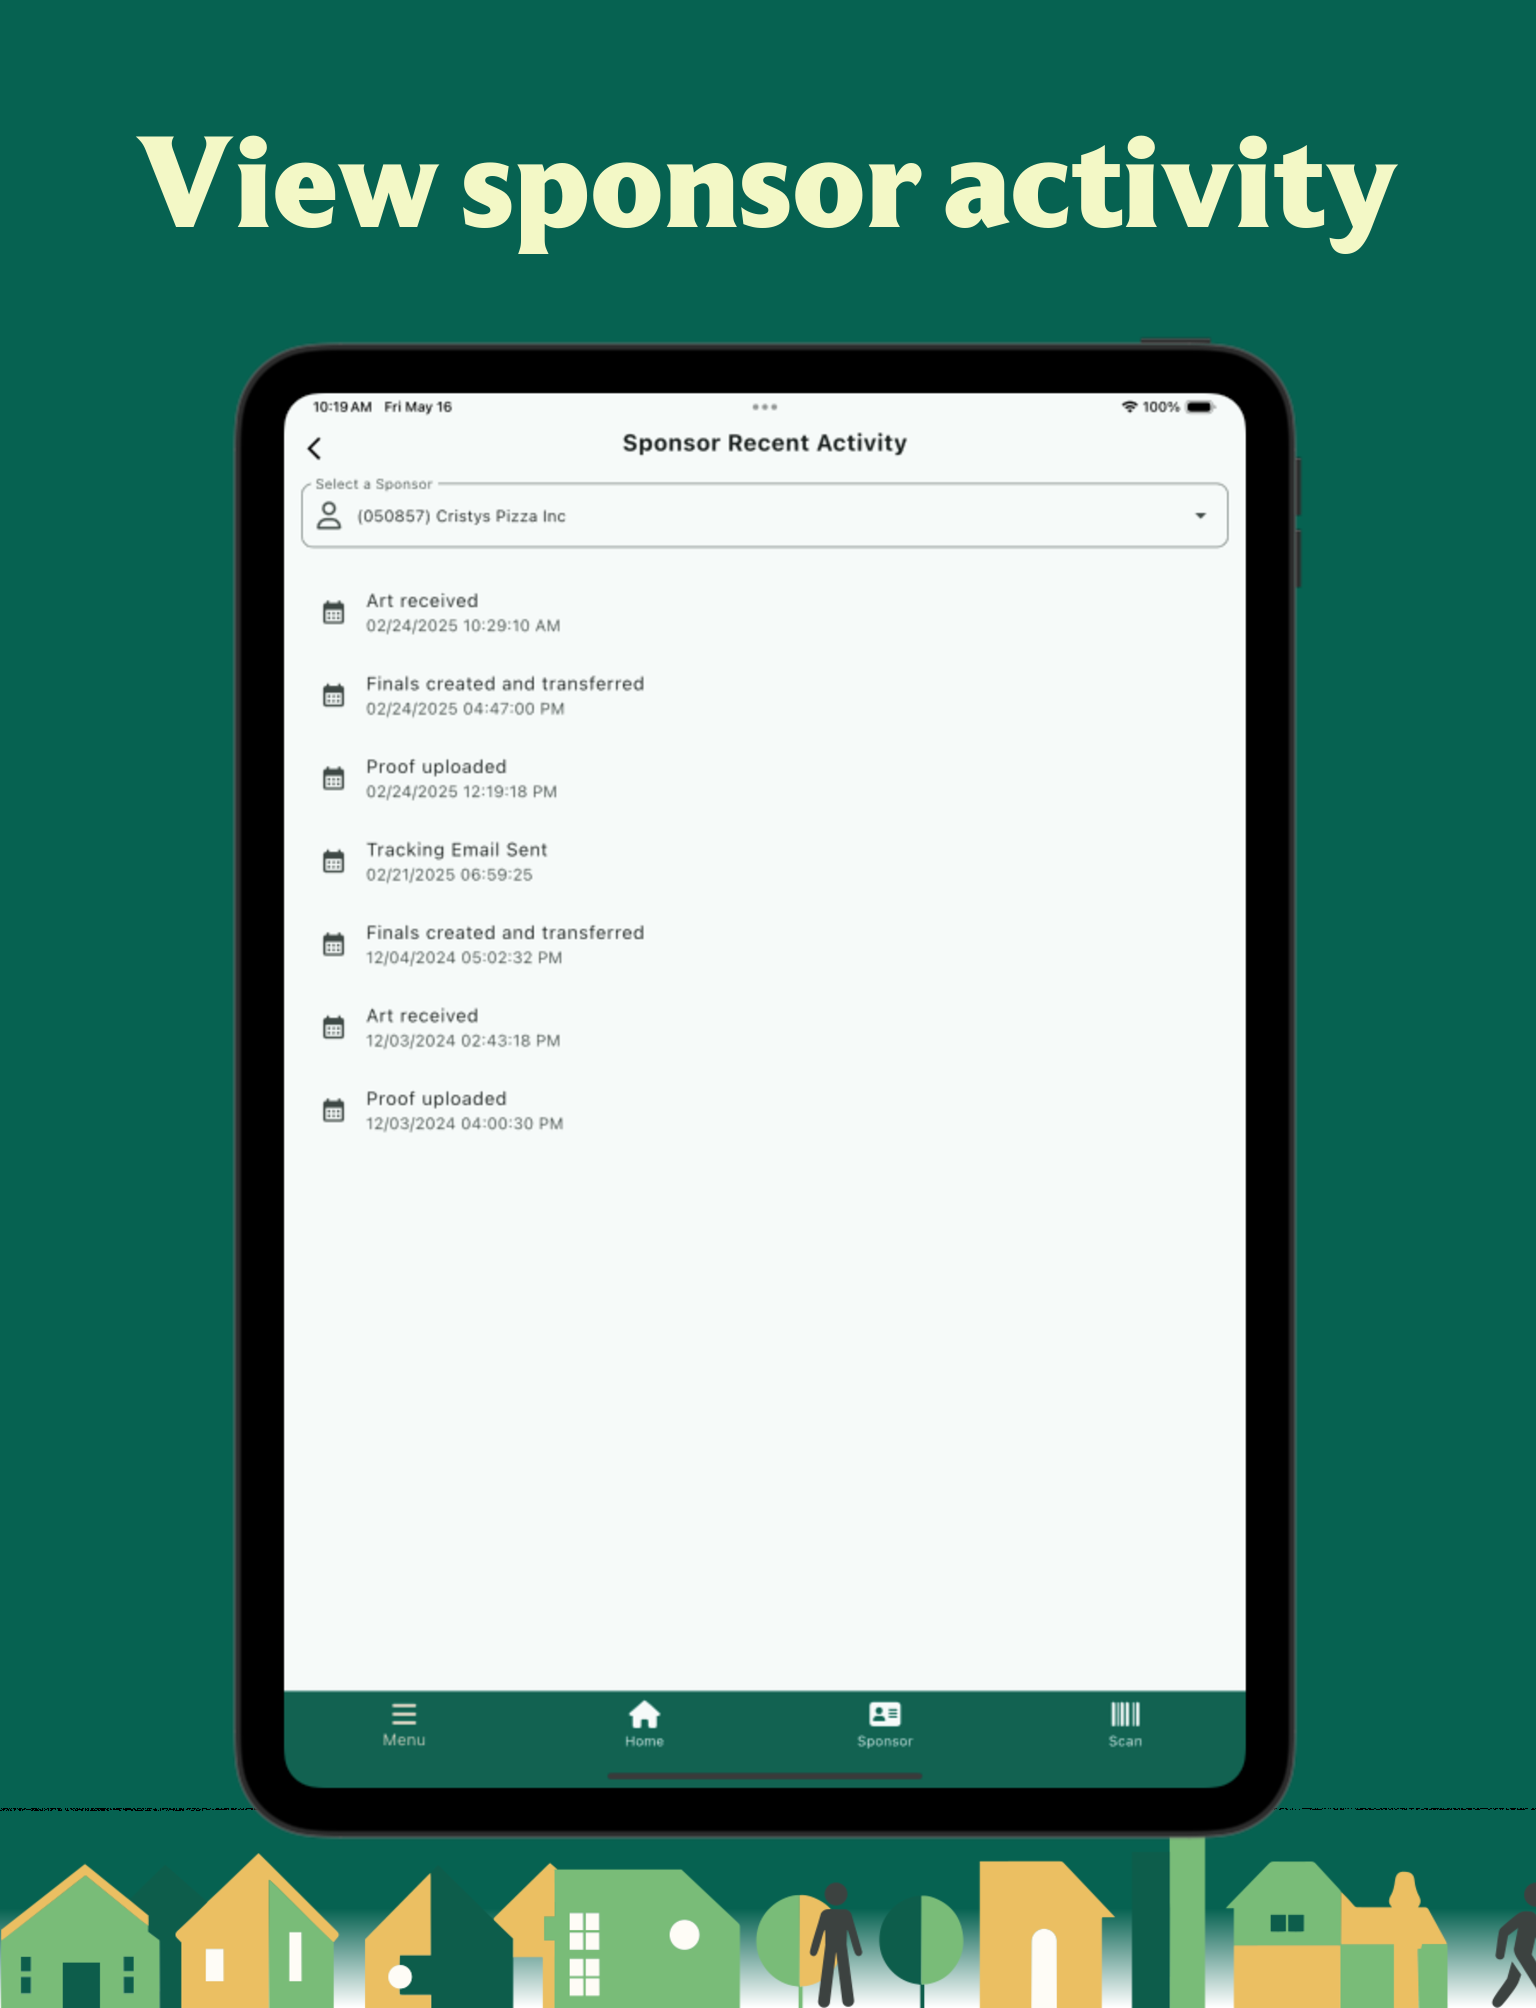 View sponsor activity
10:19 AM Fri May 16
100%
Sponsor Recent Activity
Select a Sponsor
(050857) Cristys Pizza Inc
Art received
02/24/2025 10:29:10 AM
Finals created and transferred
02/24/2025 04:47:00 PM
Proof uploaded
02/24/2025 12:19:18 PM
Tracking Email Sent
02/21/2025 06:59:25
Finals created and transferred
12/04/2024 05:02:32 PM
Art received
12/03/2024 02:43:18 PM
Proof uploaded
12/03/2024 04:00:30 PM
Menu
Home
Sponsor
Scan